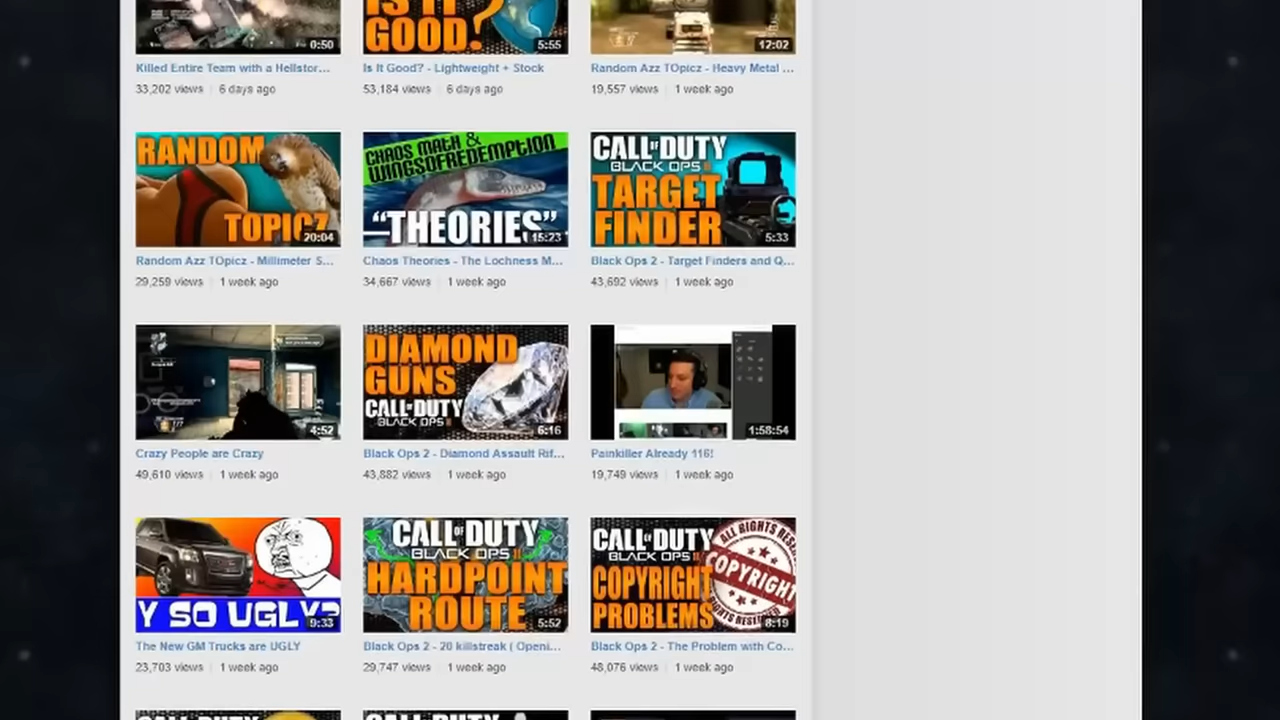 IS IT
GOOD?
0:50
5:55
12:02
Killed Entire Team with a Hellstor...
Is It Good? - Lightweight + Stock
Random Azz TOpicz - Heavy Metal ...
33,202 views 6 days ago
53,184 views 6 days ago
19,557 views 1 week ago
RANDOM
TOPICZ
20:04
CHAOS MATH &
WINGSOFREDEMPTION
"THEORIES"
15:23
CALL OF DUTY
BLACK OPS II
TARGET
FINDER
5:33
Random Azz TOpicz - Millimeter S...
Chaos Theories - The Lochness M...
Black Ops 2 - Target Finders and Q...
29,259 views 1 week ago
34,667 views 1 week ago
43,692 views 1 week ago
4:52
DIAMOND
GUNS
CALL OF DUTY
BLACK OPS II
6:16
1:58:54
Crazy People are Crazy
Black Ops 2 - Diamond Assault Rif...
Painkiller Already 116!
49,610 views 1 week ago
43,882 views 1 week ago
19,749 views 1 week ago
Y SO UGLY?
9:33
CALL OF DUTY
BLACK OPS II
HARDPOINT
ROUTE
5:52
CALL OF DUTY
BLACK OPS II
COPYRIGHT
PROBLEMS
ALL RIGHTS RESE
COPYRIGHT
RIGHTS RESE
8:19
The New GM Trucks are UGLY
Black Ops 2 - 20 killstreak ( Openi...
Black Ops 2 - The Problem with Co...
23,703 views 1 week ago
29,747 views 1 week ago
48,076 views 1 week ago
CALL OF DUTY
CALL OF DUTY